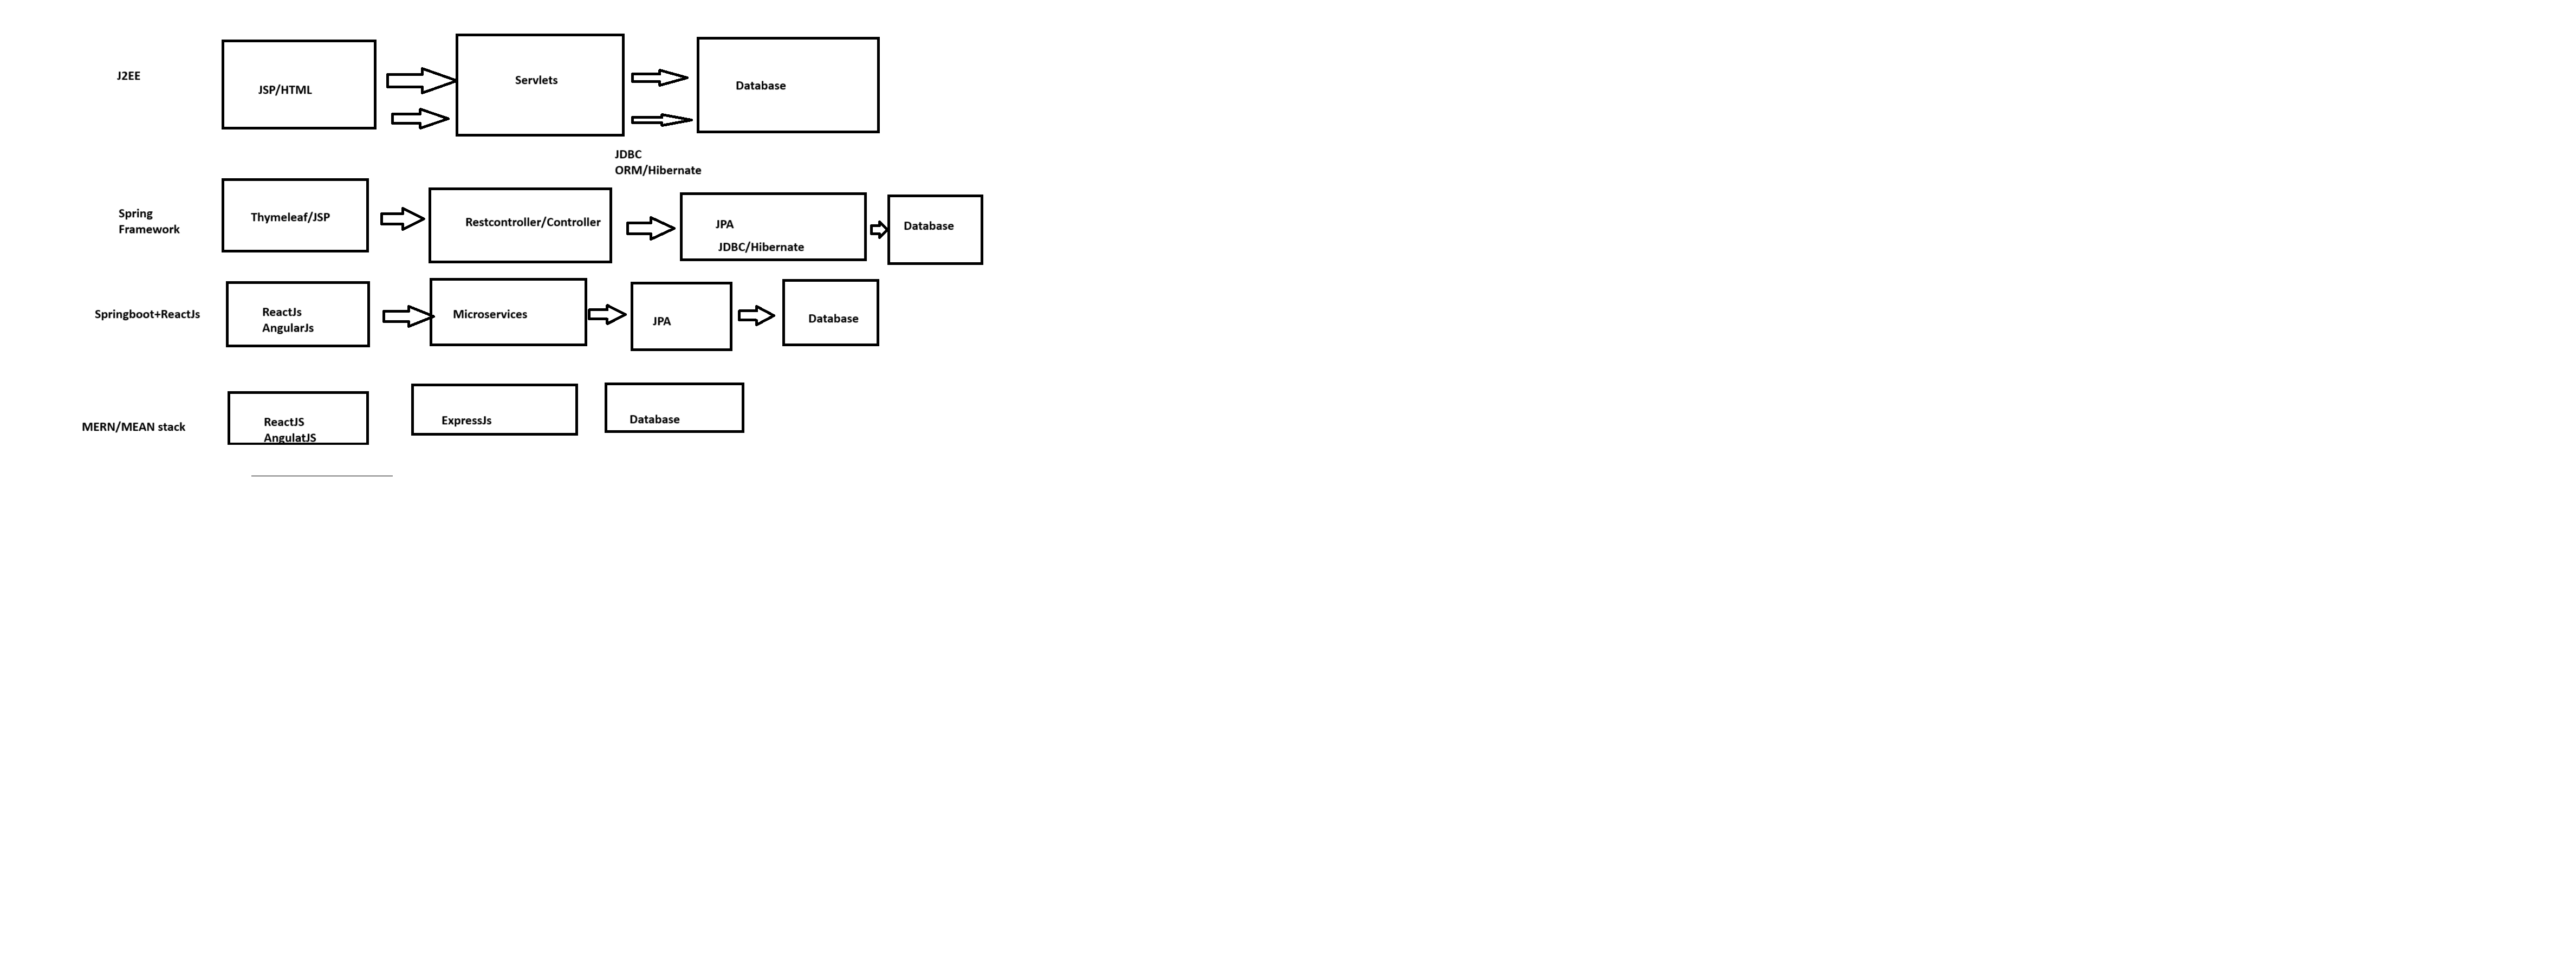 J2EE
JSP/HTML
Servlets
Database
JDBC
ORM/Hibernate
Spring
Framework
Thymeleaf/JSP
Restcontroller/Controller
JPA
JDBC/Hibernate
Database
Springboot+ReactJs
ReactJs
AngularJs
Microservices
JPA
Database
MERN/MEAN stack
ReactJS
AngulatJS
ExpressJs
Database